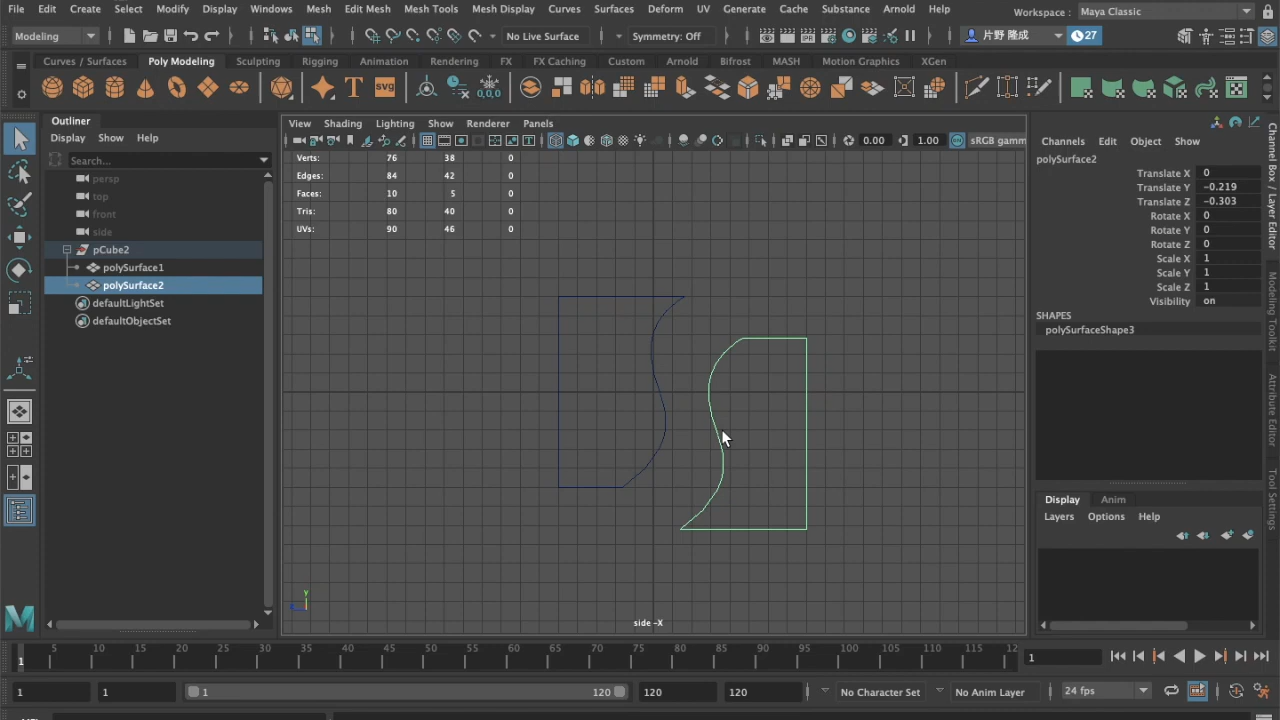 File Edit Create Select Modify Display Windows Mesh Edit Mesh Mesh Tools Mesh Display Curves Surfaces Deform UV Generate Cache Substance Arnold Help Workspace : Maya Classic
Modeling No Live Surface Symmetry: Off 片野 隆成 27
Curves / Surfaces Poly Modeling Sculpting Rigging Animation Rendering FX FX Caching Custom Arnold Bifrost MASH Motion Graphics XGen
svg 0,0,0
Outliner
Display Show Help
Search...
persp
top
front
side
pCube2
polySurface1
polySurface2
defaultLightSet
defaultObjectSet
View Shading Lighting Show Renderer Panels
0.00 1.00 sRGB gamm
Verts: 76 38 0
Edges: 84 42 0
Faces: 10 5 0
Tris: 80 40 0
UVs: 90 46 0
Y
side -X
Channels Edit Object Show
polySurface2
Translate X 0
Translate Y -0.219
Translate Z -0.303
Rotate X 0
Rotate Y 0
Rotate Z 0
Scale X 1
Scale Y 1
Scale Z 1
Visibility on
SHAPES
polySurfaceShape3
Display Anim
Layers Options Help
Channel Box / Layer Editor
Modeling Toolkit
Attribute Editor
Tool Settings
1 5 10 15 20 25 30 35 40 45 50 55 60 65 70 75 80 85 90 95 100 105 110 115 12
1
1 1 1 120 120 120 No Character Set No Anim Layer 24 fps